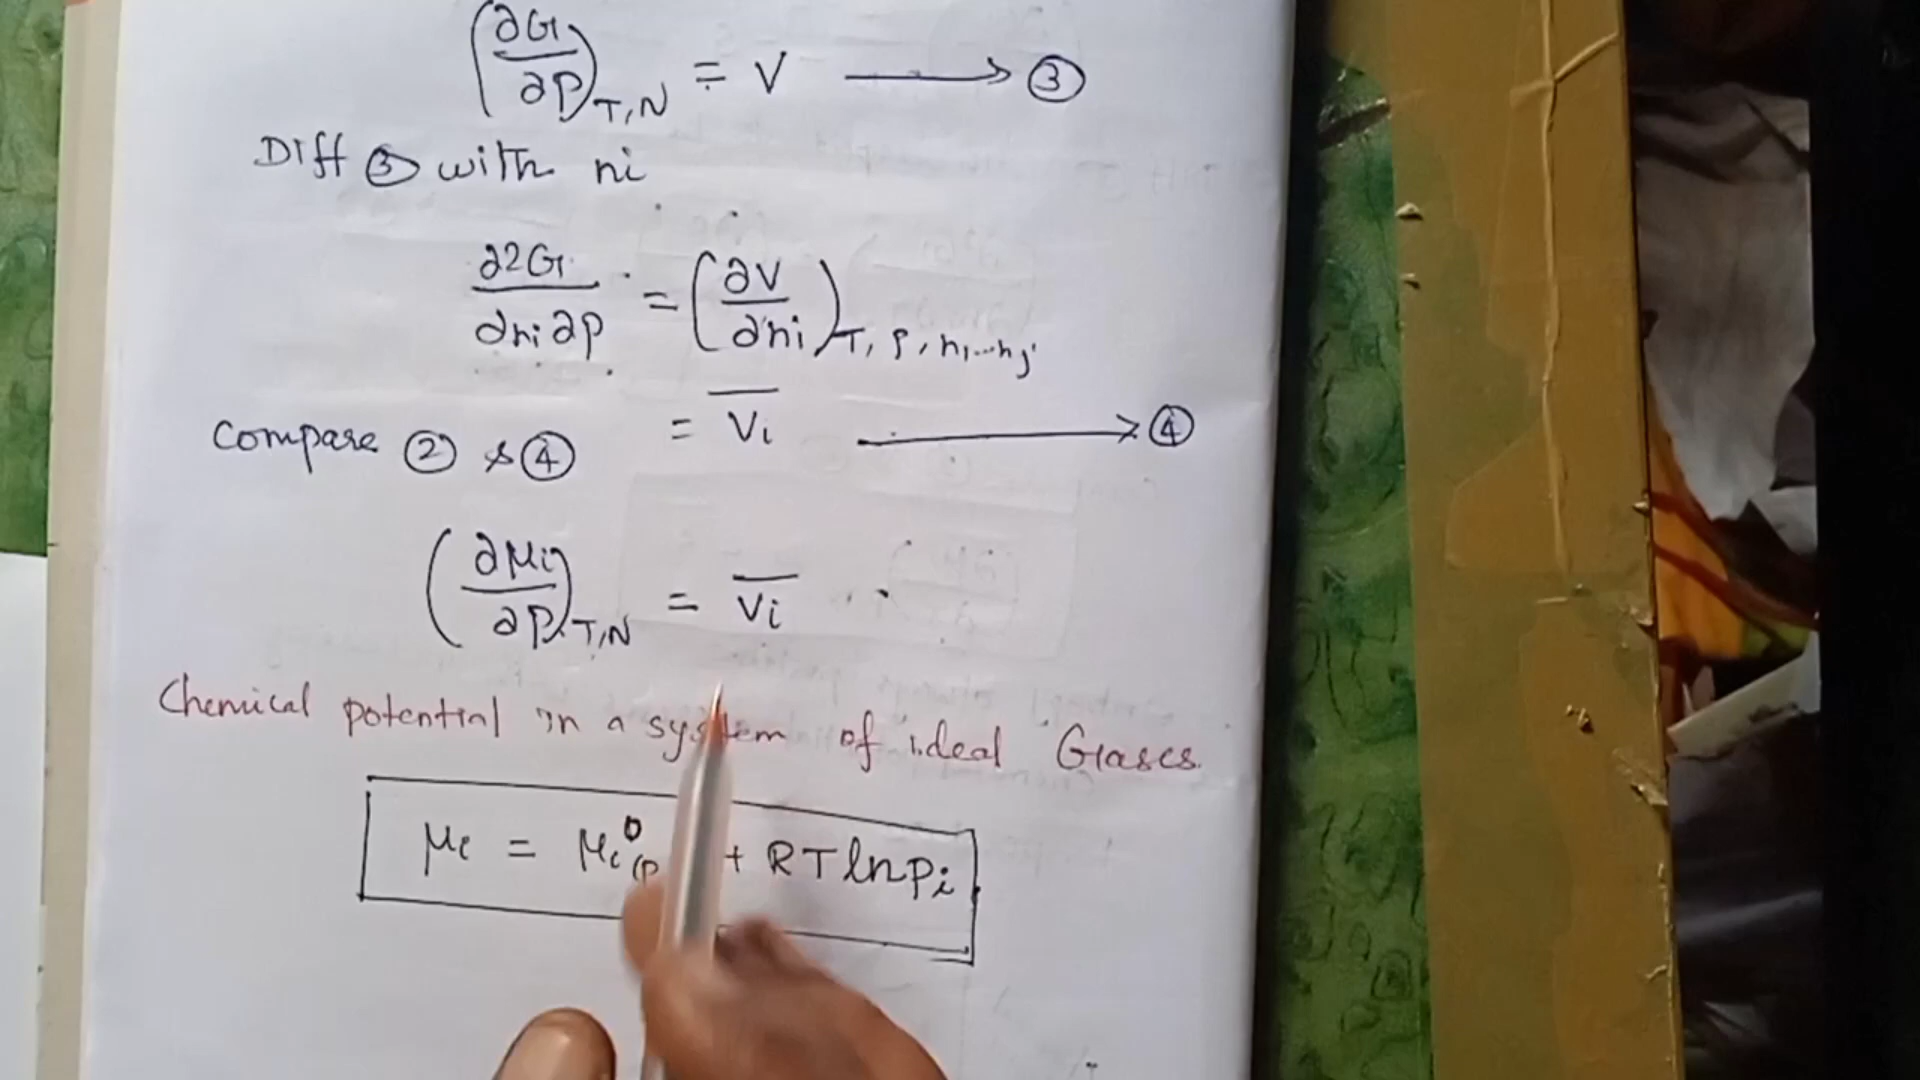 (∂G/∂P)T,N = V → ③
Diff ③ with ni
∂2G/∂ni∂P = (∂V/∂ni)T, P, n1...nj
= V̅i → ④
Compare ② & ④
(∂μi/∂P)T,N = V̅i
Chemical potential in a system of ideal Gases.
μi = μi⁰(P + RT ln Pi